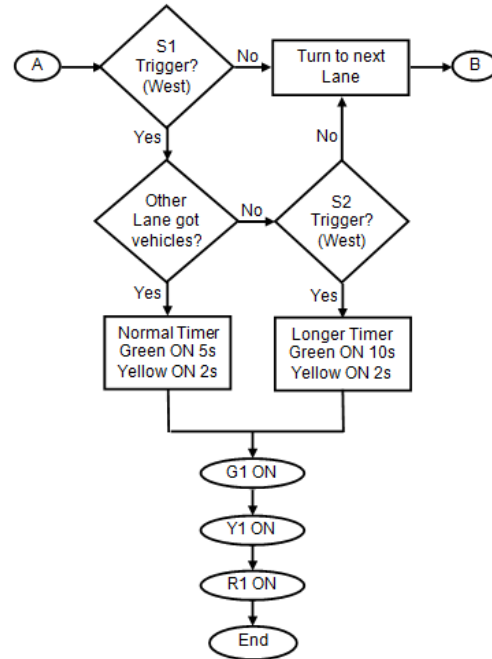 A
S1
Trigger?
(West)
No
Turn to next
Lane
B
Yes
No
Other
Lane got
vehicles?
No
S2
Trigger?
(West)
Yes
Yes
Normal Timer
Green ON 5s
Yellow ON 2s
Longer Timer
Green ON 10s
Yellow ON 2s
G1 ON
Y1 ON
R1 ON
End